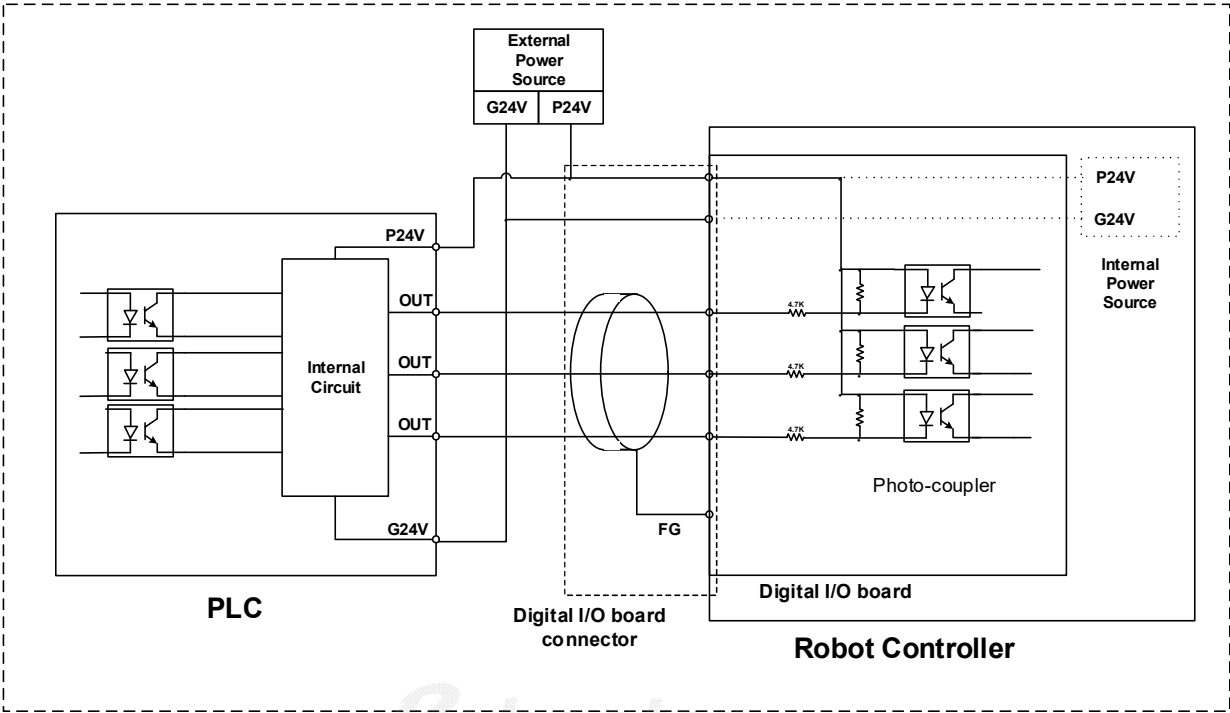 External
Power
Source
G24V
P24V
P24V
G24V
Internal
Power
Source
P24V
OUT
OUT
OUT
G24V
Internal
Circuit
4.7K
4.7K
4.7K
Photo-coupler
FG
Digital I/O board
PLC
Digital I/O board
connector
Robot Controller